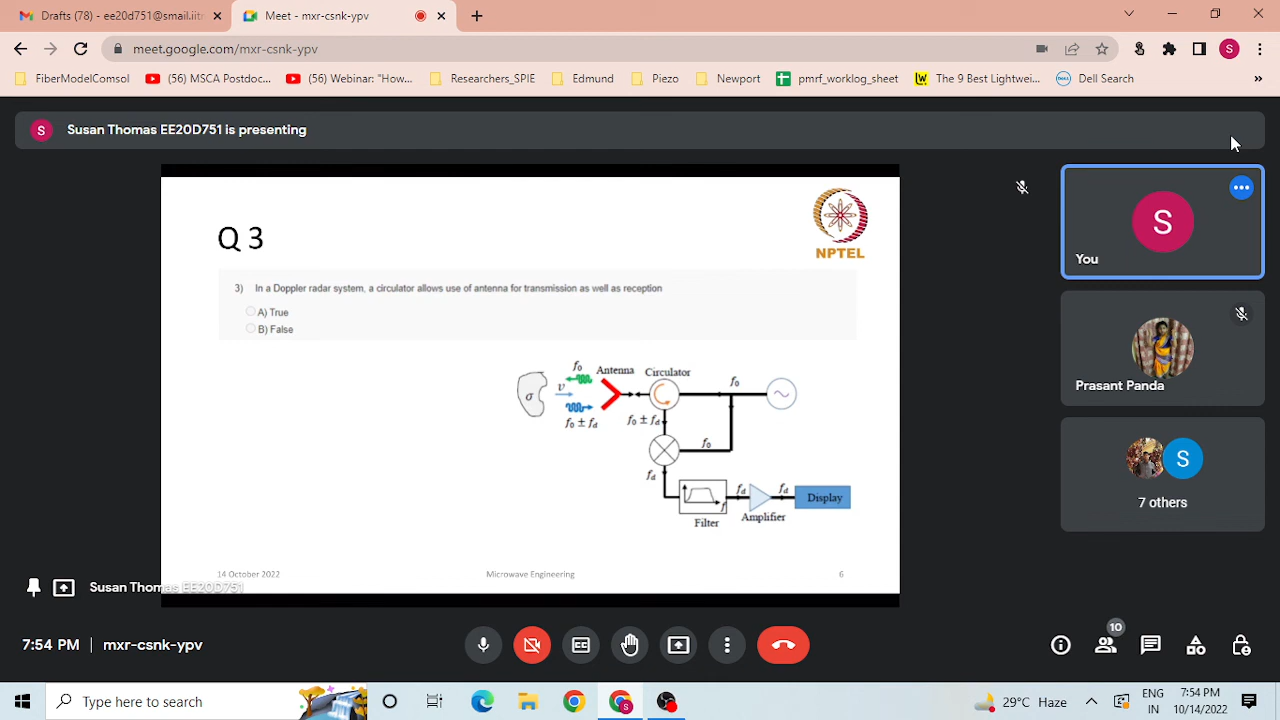 Drafts (78) - ee20d751@smail.iitm
Meet - mxr-csnk-ypv
meet.google.com/mxr-csnk-ypv
FiberModelComsol
(56) MSCA Postdoc...
(56) Webinar: "How...
Researchers_SPIE
Edmund
Piezo
Newport
pmrf_worklog_sheet
The 9 Best Lightwei...
Dell Search
S
Susan Thomas EE20D751 is presenting
Q 3
NPTEL
3) In a Doppler radar system, a circulator allows use of antenna for transmission as well as reception
A) True
B) False
f₀
Antenna
Circulator
f₀
σ
v
f₀ ± f_d
f₀ ± f_d
f₀
f_d
f
f_d
f_d
Display
Filter
Amplifier
14 October 2022
Microwave Engineering
6
Susan Thomas EE20D751
S
You
Prasant Panda
S
7 others
7:54 PM | mxr-csnk-ypv
10
Type here to search
29°C Haze
ENG
IN
7:54 PM
10/14/2022